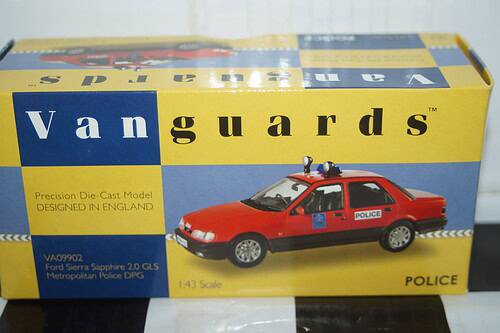 Vanguards
Vanguards™
Precision Die-Cast Model
DESIGNED IN ENGLAND
POLICE
VA09902
Ford Sierra Sapphire 2.0 GLS
Metropolitan Police DPG
1:43 Scale
POLICE